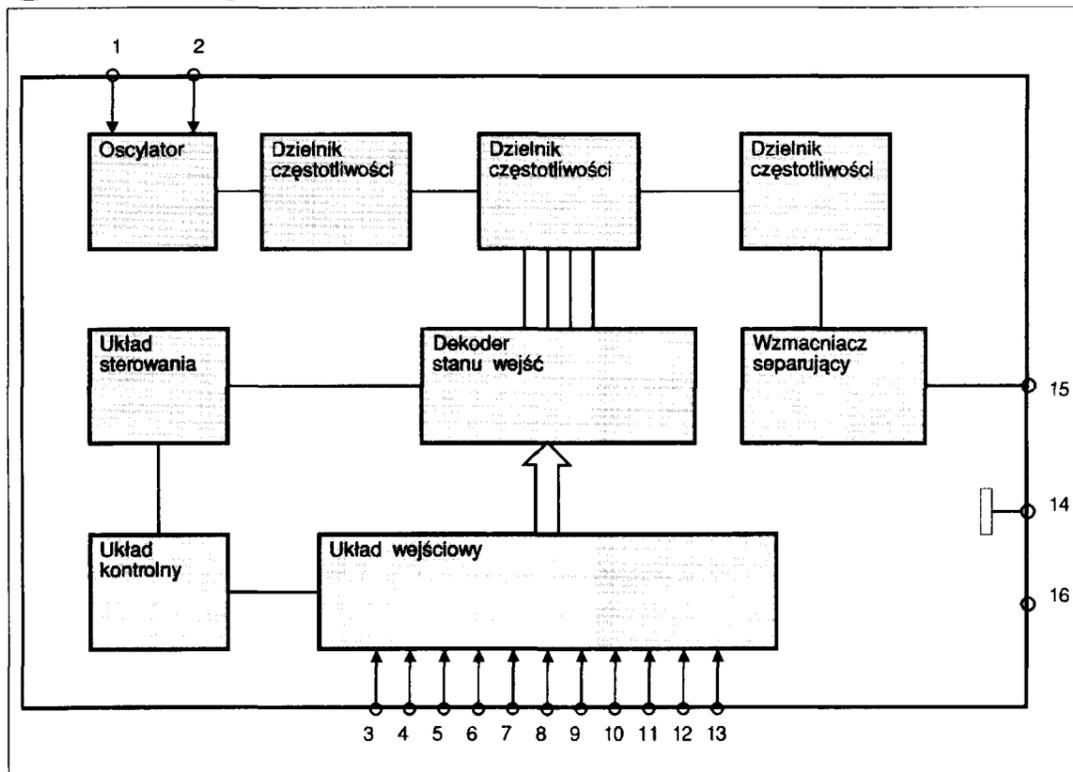 1 2
Oscylator
Dzielnik
częstotliwości
Dzielnik
częstotliwości
Dzielnik
częstotliwości
Układ
sterowania
Dekoder
stanu wejść
Wzmacniacz
separujący
15
14
Układ
kontrolny
Układ wejściowy
16
3 4 5 6 7 8 9 10 11 12 13